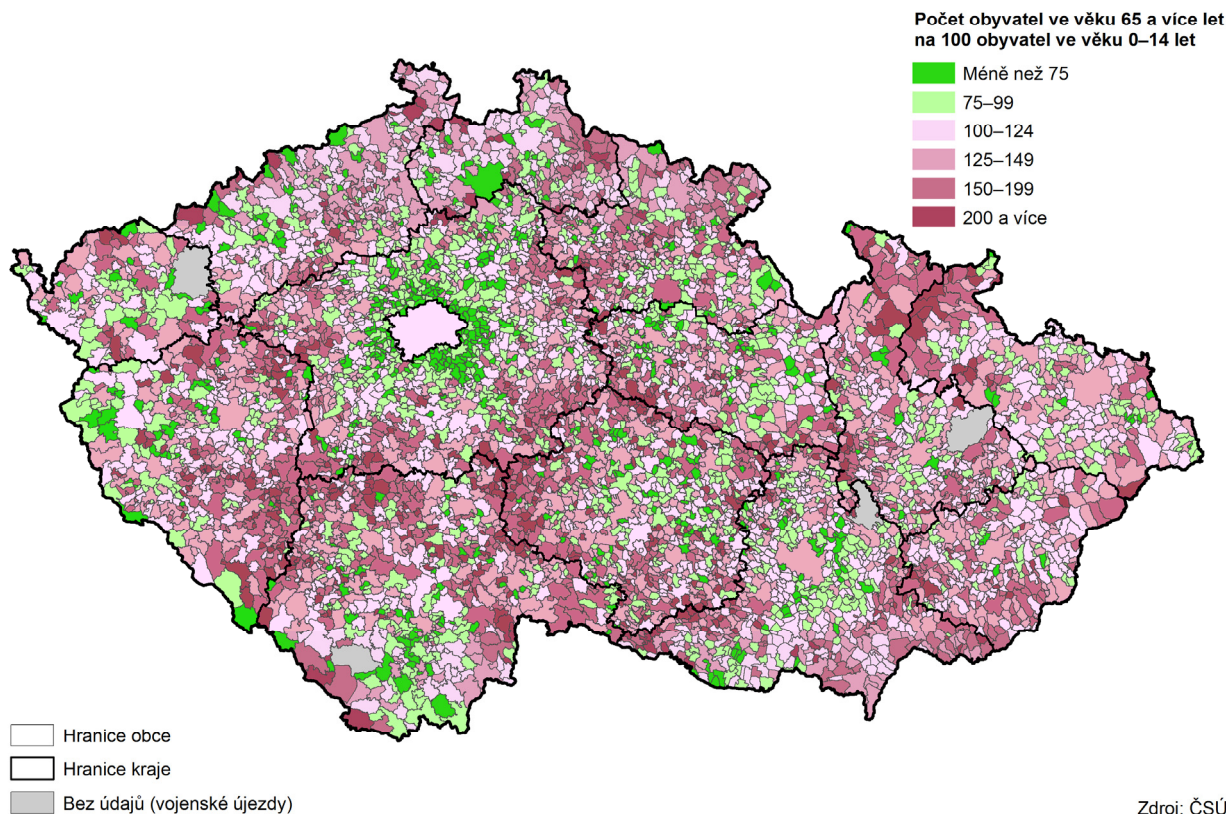 Počet obyvatel ve věku 65 a více let
na 100 obyvatel ve věku 0–14 let
Méně než 75
75–99
100–124
125–149
150–199
200 a více
Hranice obce
Hranice kraje
Bez údajů (vojenské újezdy)
Zdroj: ČSÚ